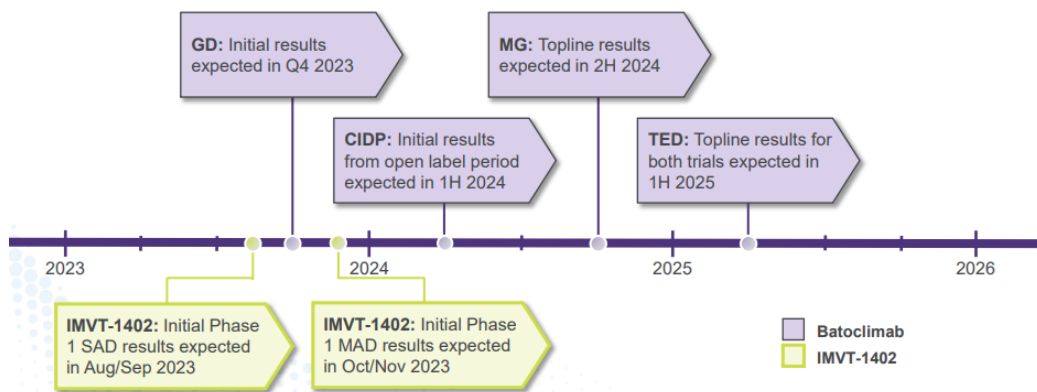 GD: Initial results
expected in Q4 2023
MG: Topline results
expected in 2H 2024
CIDP: Initial results
from open label period
expected in 1H 2024
TED: Topline results for
both trials expected in
1H 2025
2023
2024
2025
2026
IMVT-1402: Initial Phase
1 SAD results expected
in Aug/Sep 2023
IMVT-1402: Initial Phase
1 MAD results expected
in Oct/Nov 2023
Batoclimab
IMVT-1402